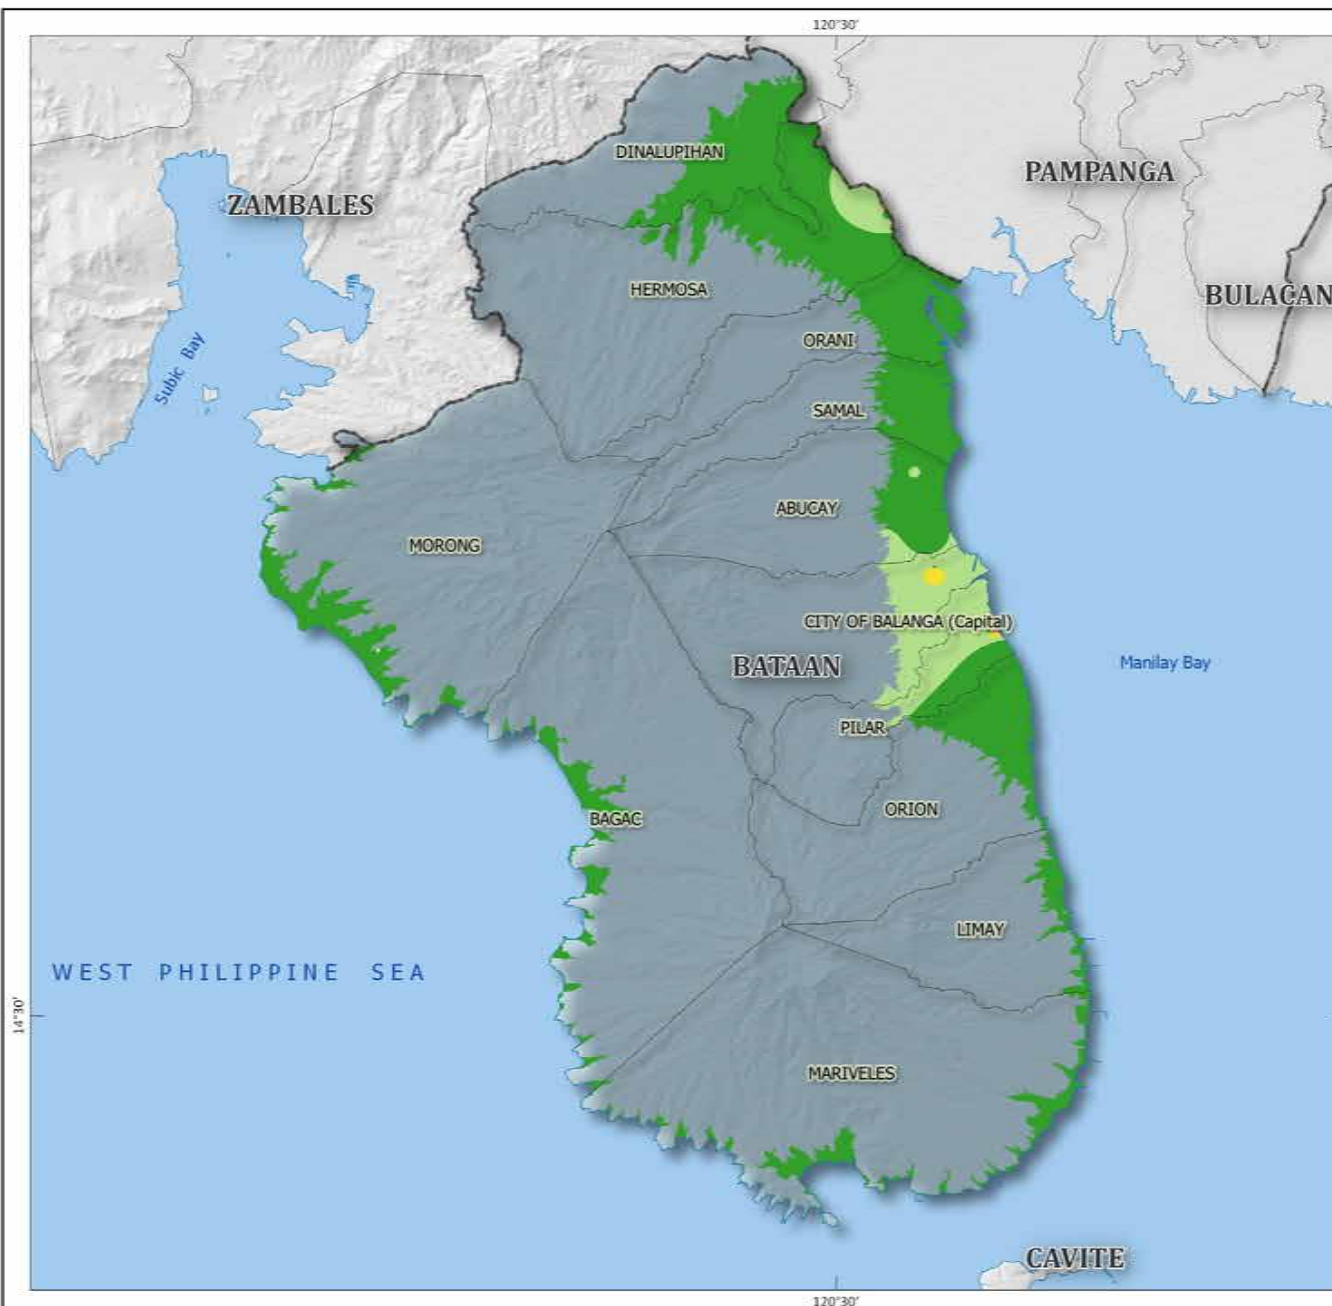 120°30'
DINALUPIHAN
PAMPANGA
ZAMBALES
HERMOSA
BULACAN
ORANI
Subic Bay
SAMAL
ABUCAY
MORONG
CITY OF BALANGA (Capital)
BATAAN
Manilay Bay
PILAR
ORION
BAGAC
LIMAY
WEST PHILIPPINE SEA
14°30'
MARIVELES
CAVITE
120°30'